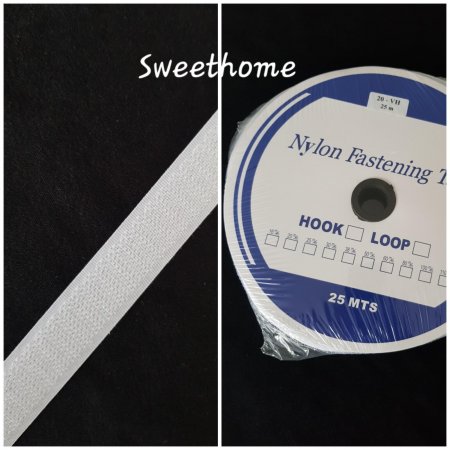 Sweethome
20 - VH
25 m
Nylon Fastening T
HOOK LOOP
25 MTS